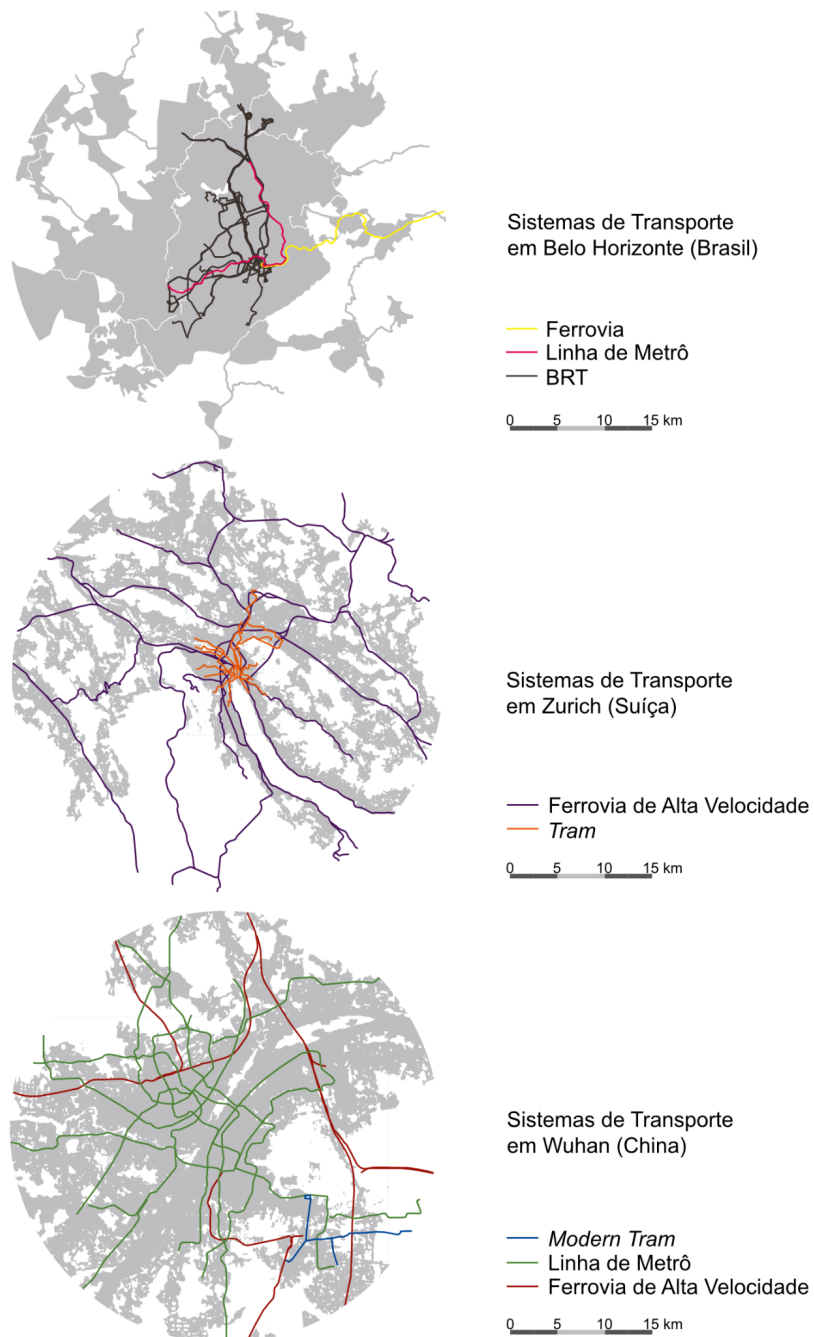 Sistemas de Transporte
em Belo Horizonte (Brasil)
Ferrovia
Linha de Metrô
BRT
0 5 10 15 km
Sistemas de Transporte
em Zurich (Suíça)
Ferrovia de Alta Velocidade
Tram
0 5 10 15 km
Sistemas de Transporte
em Wuhan (China)
Modern Tram
Linha de Metrô
Ferrovia de Alta Velocidade
0 5 10 15 km